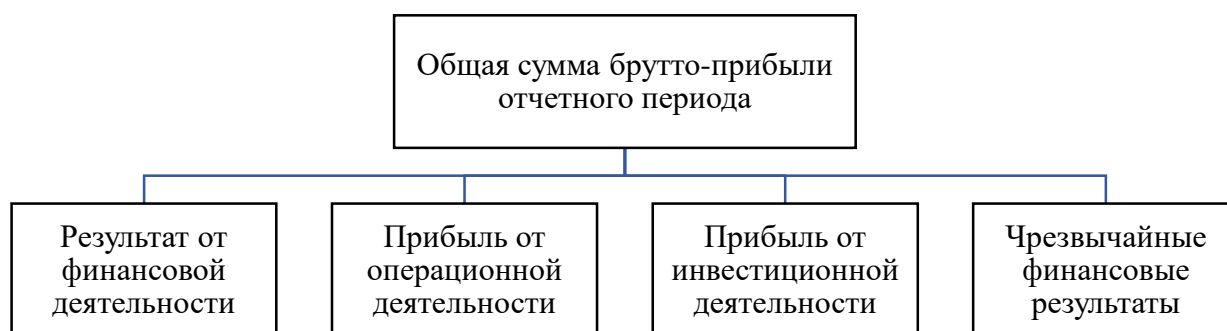 Общая сумма брутто-прибыли
отчетного периода
Результат от
финансовой
деятельности
Прибыль от
операционной
деятельности
Прибыль от
инвестиционной
деятельности
Чрезвычайные
финансовые
результаты